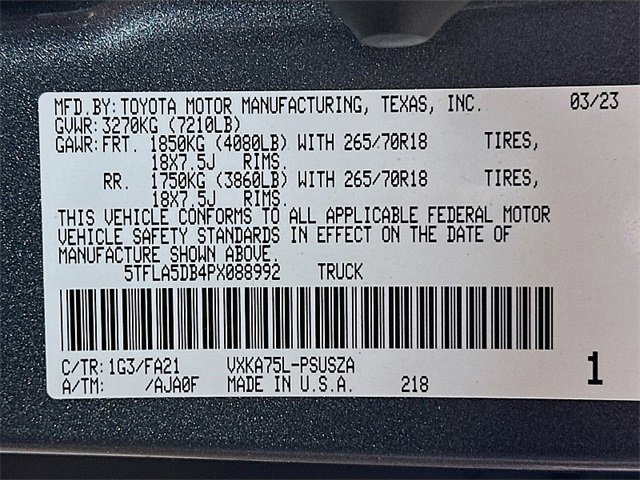 MFD.BY: TOYOTA MOTOR MANUFACTURING, TEXAS, INC. 03/23
GVWR: 3270KG (7210LB)
GAWR: FRT. 1850KG (4080LB) WITH 265/70R18 TIRES,
18X7.5J RIMS.
RR. 1750KG (3860LB) WITH 265/70R18 TIRES,
18X7.5J RIMS.
THIS VEHICLE CONFORMS TO ALL APPLICABLE FEDERAL MOTOR
VEHICLE SAFETY STANDARDS IN EFFECT ON THE DATE OF
MANUFACTURE SHOWN ABOVE.
5TFLA5DB4PX088992 TRUCK
C/TR: 1G3/FA21 VXKA75L-PSUSZA
A/TM: /AJA0F MADE IN U.S.A. 218
1